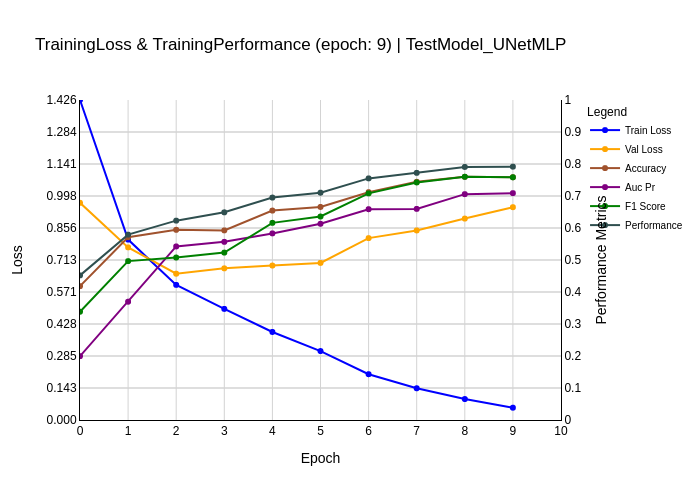 TrainingLoss & TrainingPerformance (epoch: 9) | TestModel_UNetMLP
1.426
1.284
1.141
0.998
0.856
0.713
0.571
0.428
0.285
0.143
0.000
Loss
0 1 2 3 4 5 6 7 8 9 10
Epoch
1
0.9
0.8
0.7
0.6
0.5
0.4
0.3
0.2
0.1
0
Performance Metrics
Legend
Train Loss
Val Loss
Accuracy
Auc Pr
F1 Score
Performance